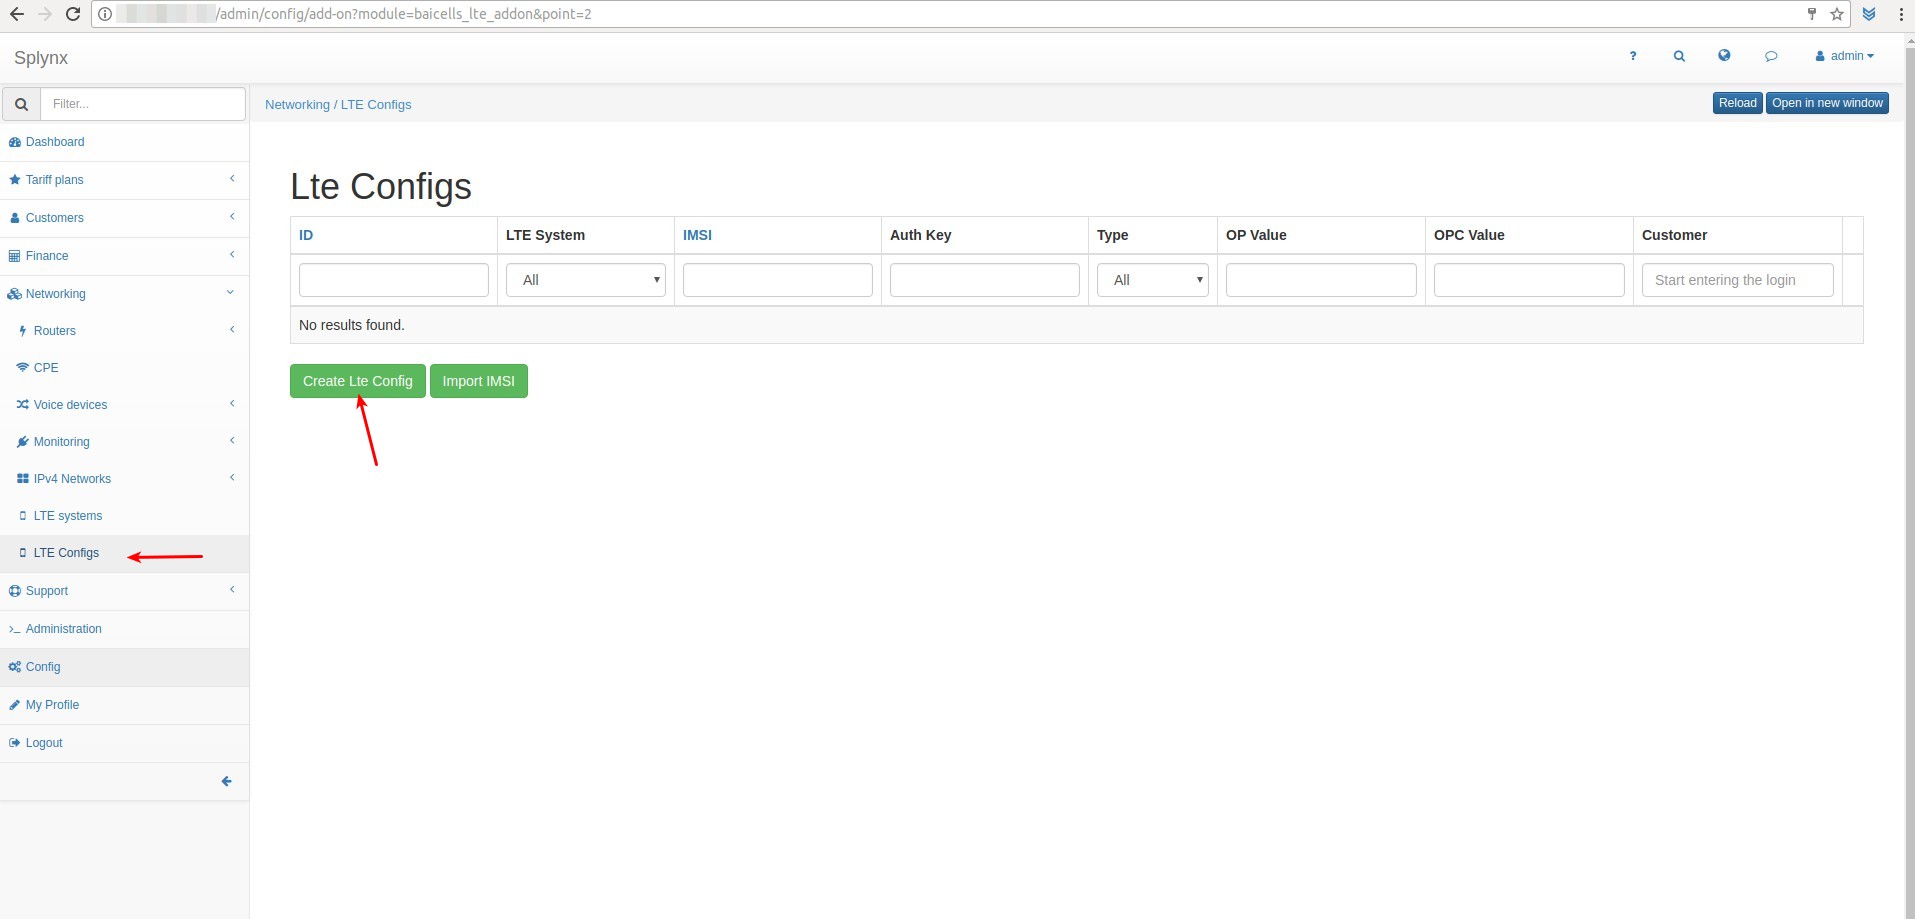 /admin/config/add-on?module=baicells_lte_addon&point=2
Splynx
? admin
Filter...
Networking / LTE Configs
Reload Open in new window
Dashboard
Tariff plans
Customers
Finance
Networking
Routers
CPE
Voice devices
Monitoring
IPv4 Networks
LTE systems
LTE Configs
Support
Administration
Config
My Profile
Logout
Lte Configs
ID LTE System IMSI Auth Key Type OP Value OPC Value Customer
All All Start entering the login
No results found.
Create Lte Config Import IMSI